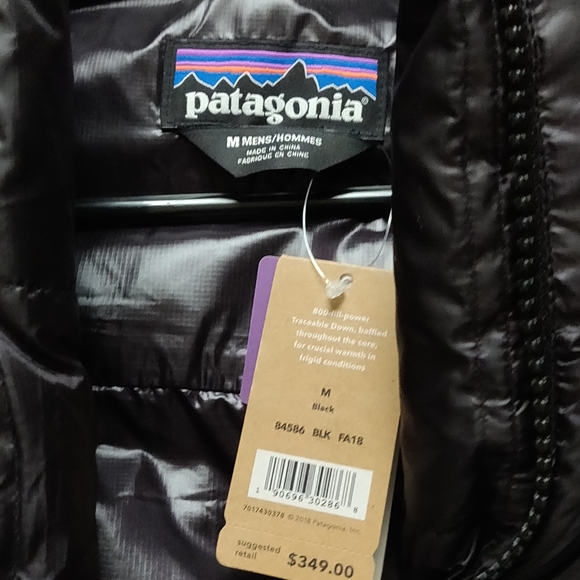 patagonia®
M MENS/HOMMES
MADE IN CHINA
FABRIQUÉ EN CHINE
800-fill-power
Traceable Down, baffled
throughout the core,
for crucial warmth in
frigid conditions
M
Black
84586 BLK FA18
1 90696 30286 8
7017430378 © 2018 Patagonia, Inc.
suggested
retail $349.00